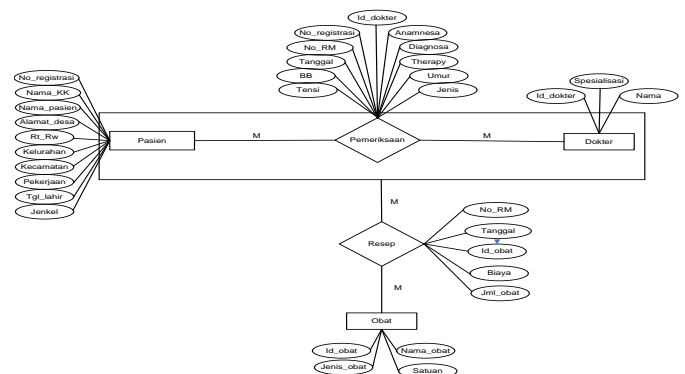 Id_dokter
No_registrasi
Anamnesa
No_RM
Diagnosa
Tanggal
Therapy
BB
Umur
Tensi
Jenis
No_registrasi
Nama_KK
Nama_pasien
Alamat_desa
Rt_Rw
Kelurahan
Kecamatan
Pekerjaan
Tgl_lahir
Jenkel
Spesialisasi
Id_dokter
Nama
Pasien
M
Pemeriksaan
M
Dokter
M
Resep
No_RM
Tanggal
Id_obat
Biaya
Jml_obat
M
Obat
Id_obat
Nama_obat
Jenis_obat
Satuan